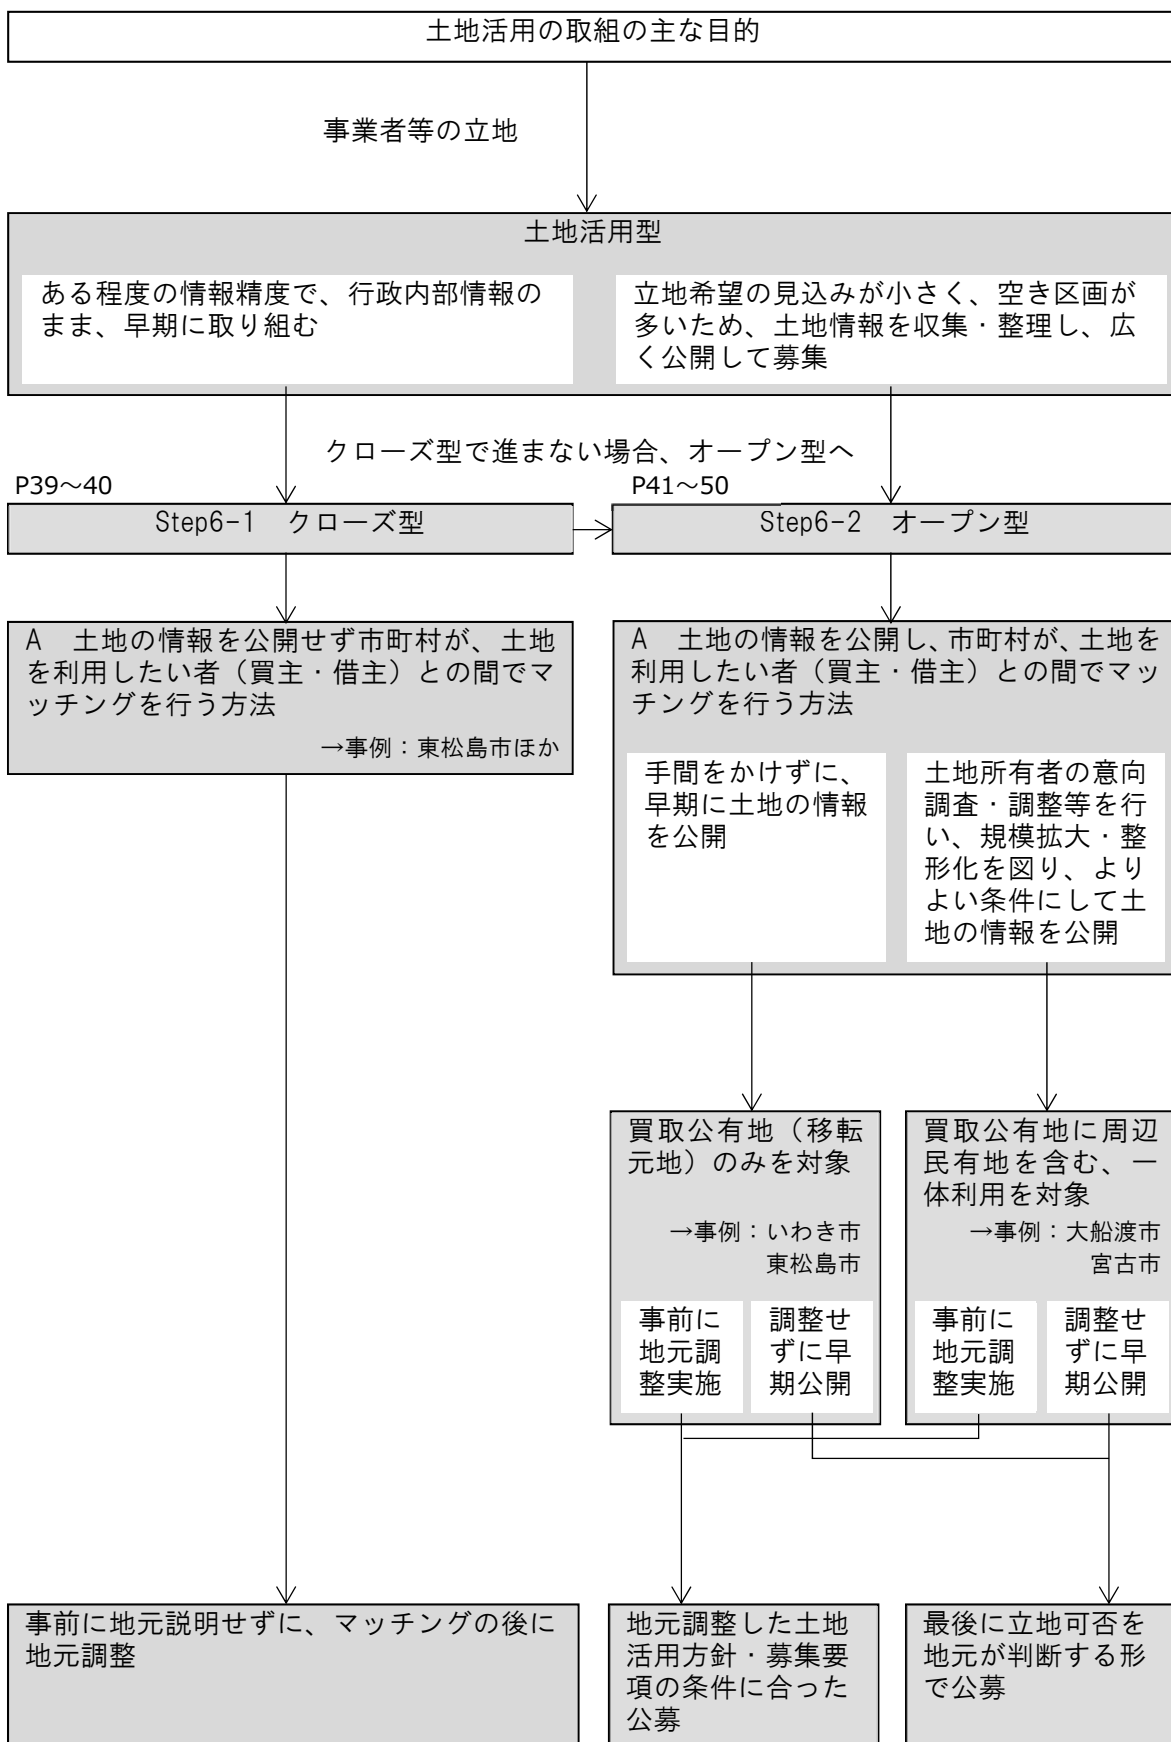 土地活用の取組の主な目的
事業者等の立地
土地活用型
ある程度の情報精度で、行政内部情報の
まま、早期に取り組む
立地希望の見込みが小さく、空き区画が
多いため、土地情報を収集・整理し、広
く公開して募集
クローズ型で進まない場合、オープン型へ
P39～40
Step6-1　クローズ型
P41～50
Step6-2　オープン型
A　土地の情報を公開せず市町村が、土地
を利用したい者（買主・借主）との間でマ
ッチングを行う方法
→事例：東松島市ほか
A　土地の情報を公開し、市町村が、土地を
利用したい者（買主・借主）との間でマッ
チングを行う方法
手間をかけずに、
早期に土地の情報
を公開
土地所有者の意向
調査・調整等を行
い、規模拡大・整
形化を図り、より
よい条件にして土
地の情報を公開
買取公有地（移転
元地）のみを対象
→事例：いわき市
東松島市
事前に
地元調
整実施
調整せ
ずに早
期公開
買取公有地に周辺
民有地を含む、一
体利用を対象
→事例：大船渡市
宮古市
事前に
地元調
整実施
調整せ
ずに早
期公開
事前に地元説明せずに、マッチングの後に
地元調整
地元調整した土地
活用方針・募集要
項の条件に合った
公募
最後に立地可否を
地元が判断する形
で公募